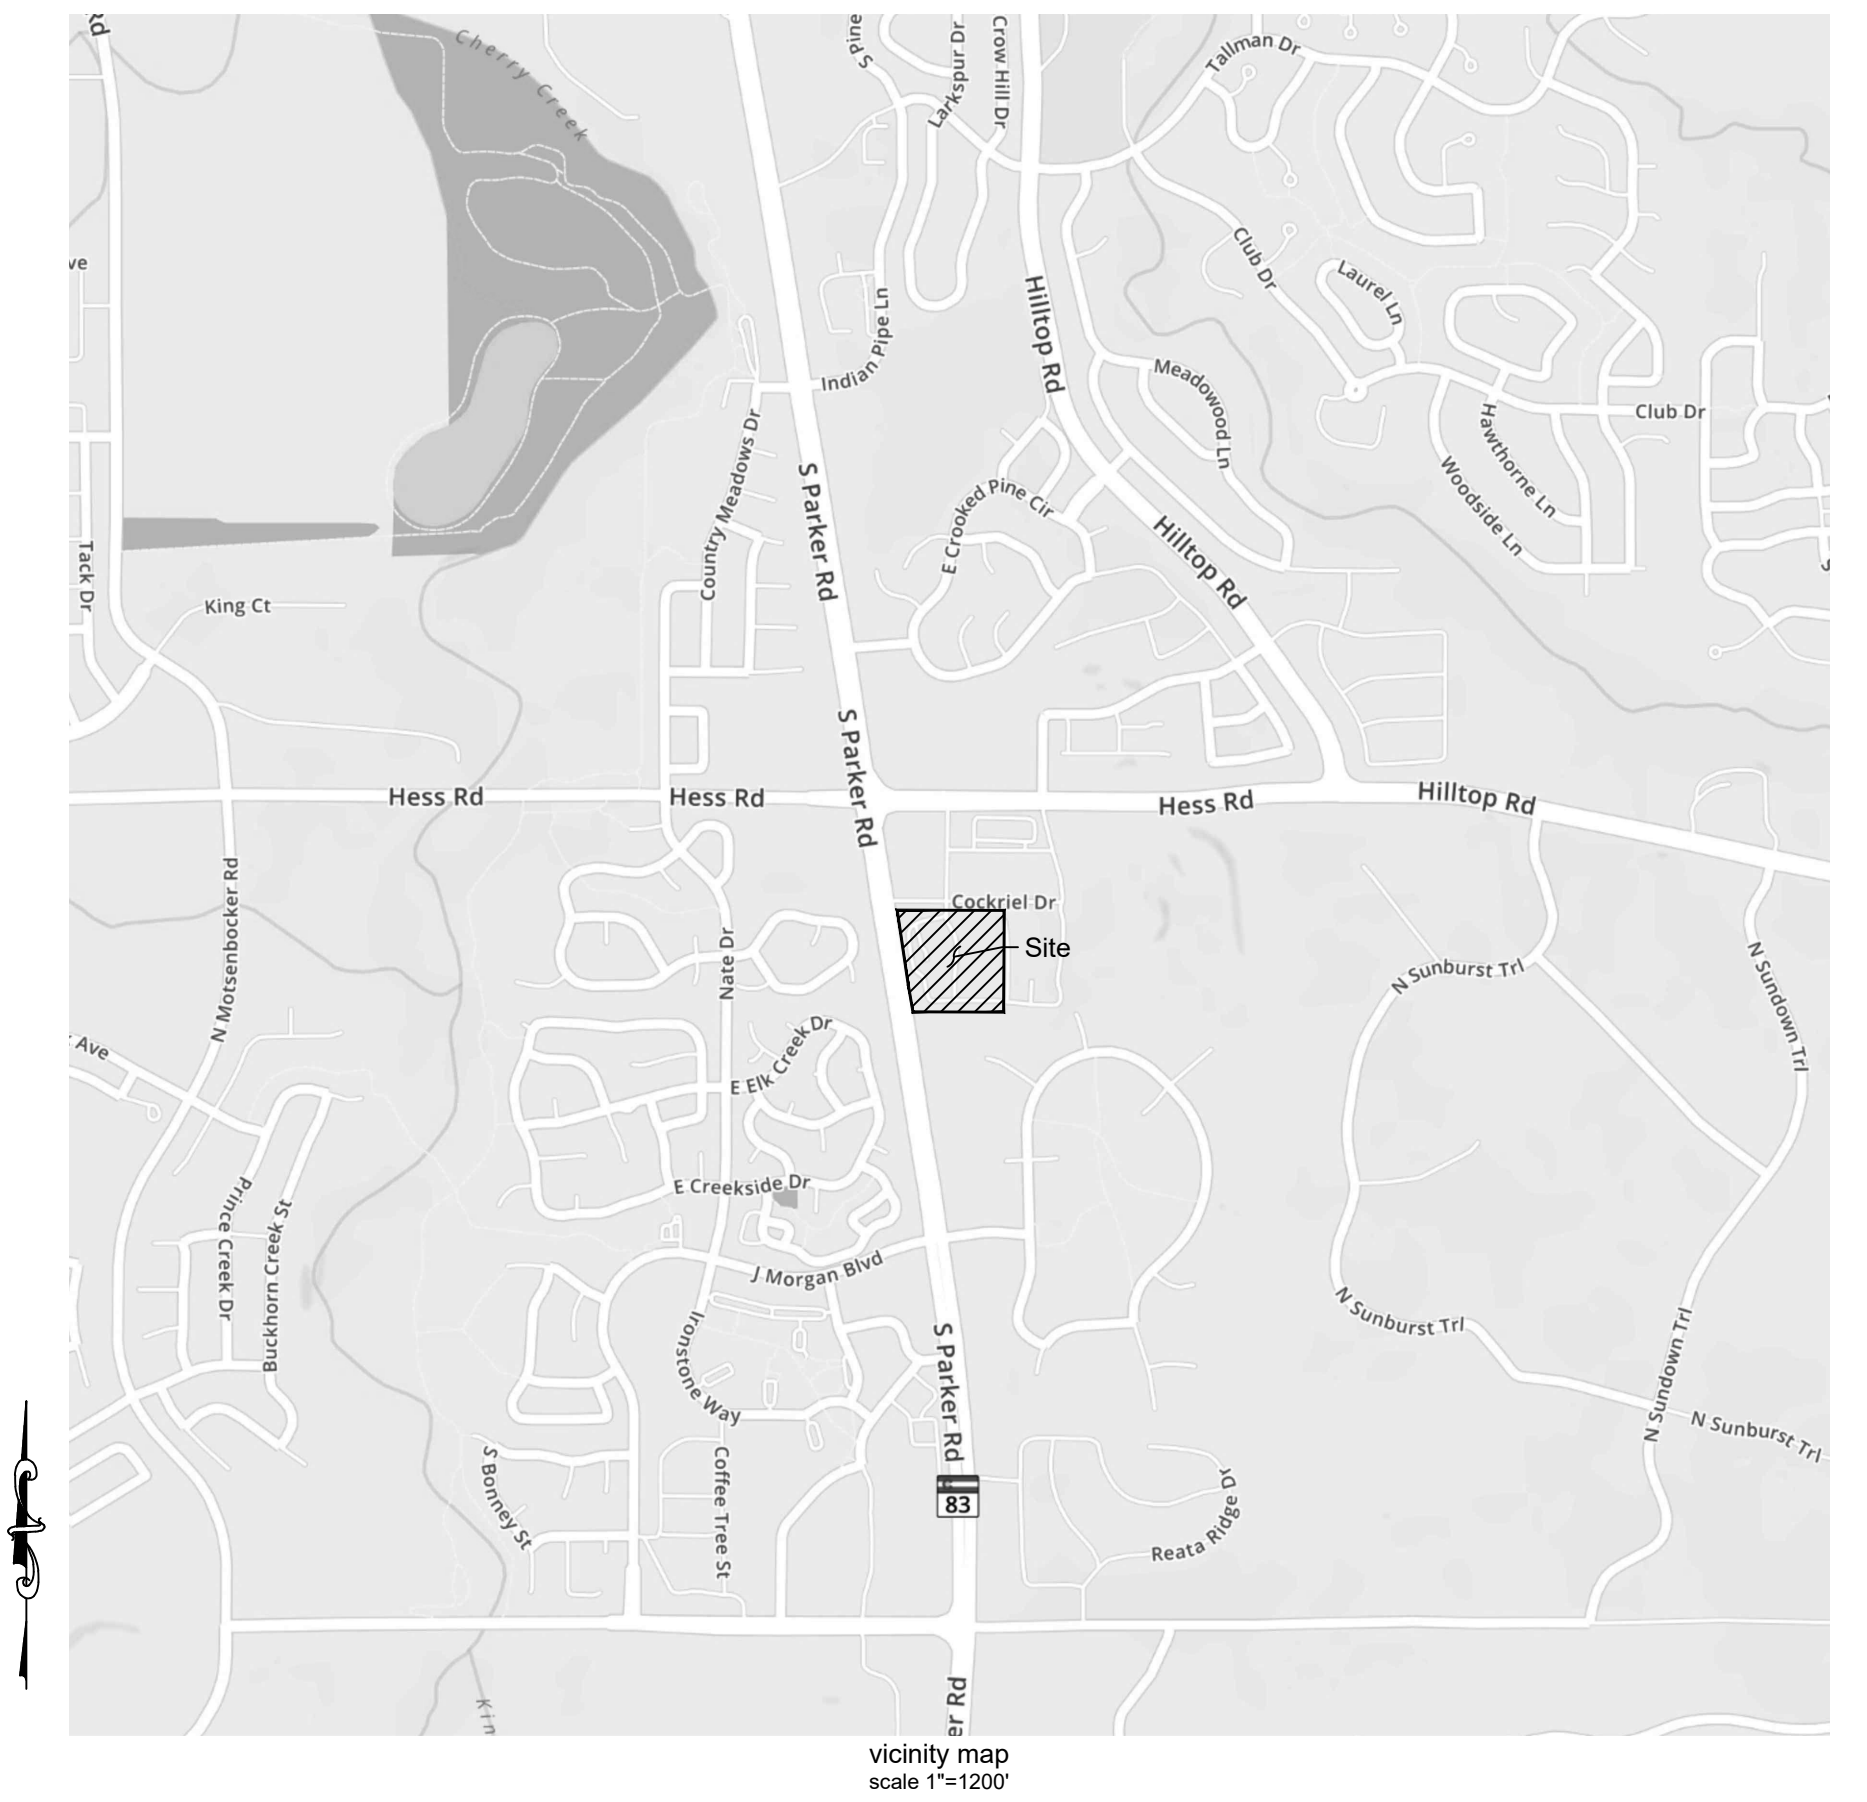 Rd
Cherry Creek
S Pine
Larkspur Dr
Crow Hill Dr
Tallman Dr
ve
Club Dr
Laurel Ln
Indian Pipe Ln
Hilltop Rd
Meadowood Ln
Club Dr
Country Meadows Dr
S Parker Rd
E Crooked Pine Cir
Hawthorne Ln
Woodside Ln
Hilltop Rd
Tack Dr
King Ct
S Parker Rd
Hess Rd
Hess Rd
Hess Rd
Hilltop Rd
N Motsenbocker Rd
Cockriel Dr
Nate Dr
Site
N Sunburst Trl
N Sundown Trl
Ave
E Elk Creek Dr
Prince Creek Dr
Buckhorn Creek St
E Creekside Dr
J Morgan Blvd
Ironstone Way
S Parker Rd
N Sunburst Trl
N Sundown Trl
N Sunburst Trl
S Bonney St
Coffee Tree St
83
Reata Ridge Dr
Kin
er Rd
vicinity map
scale 1"=1200'